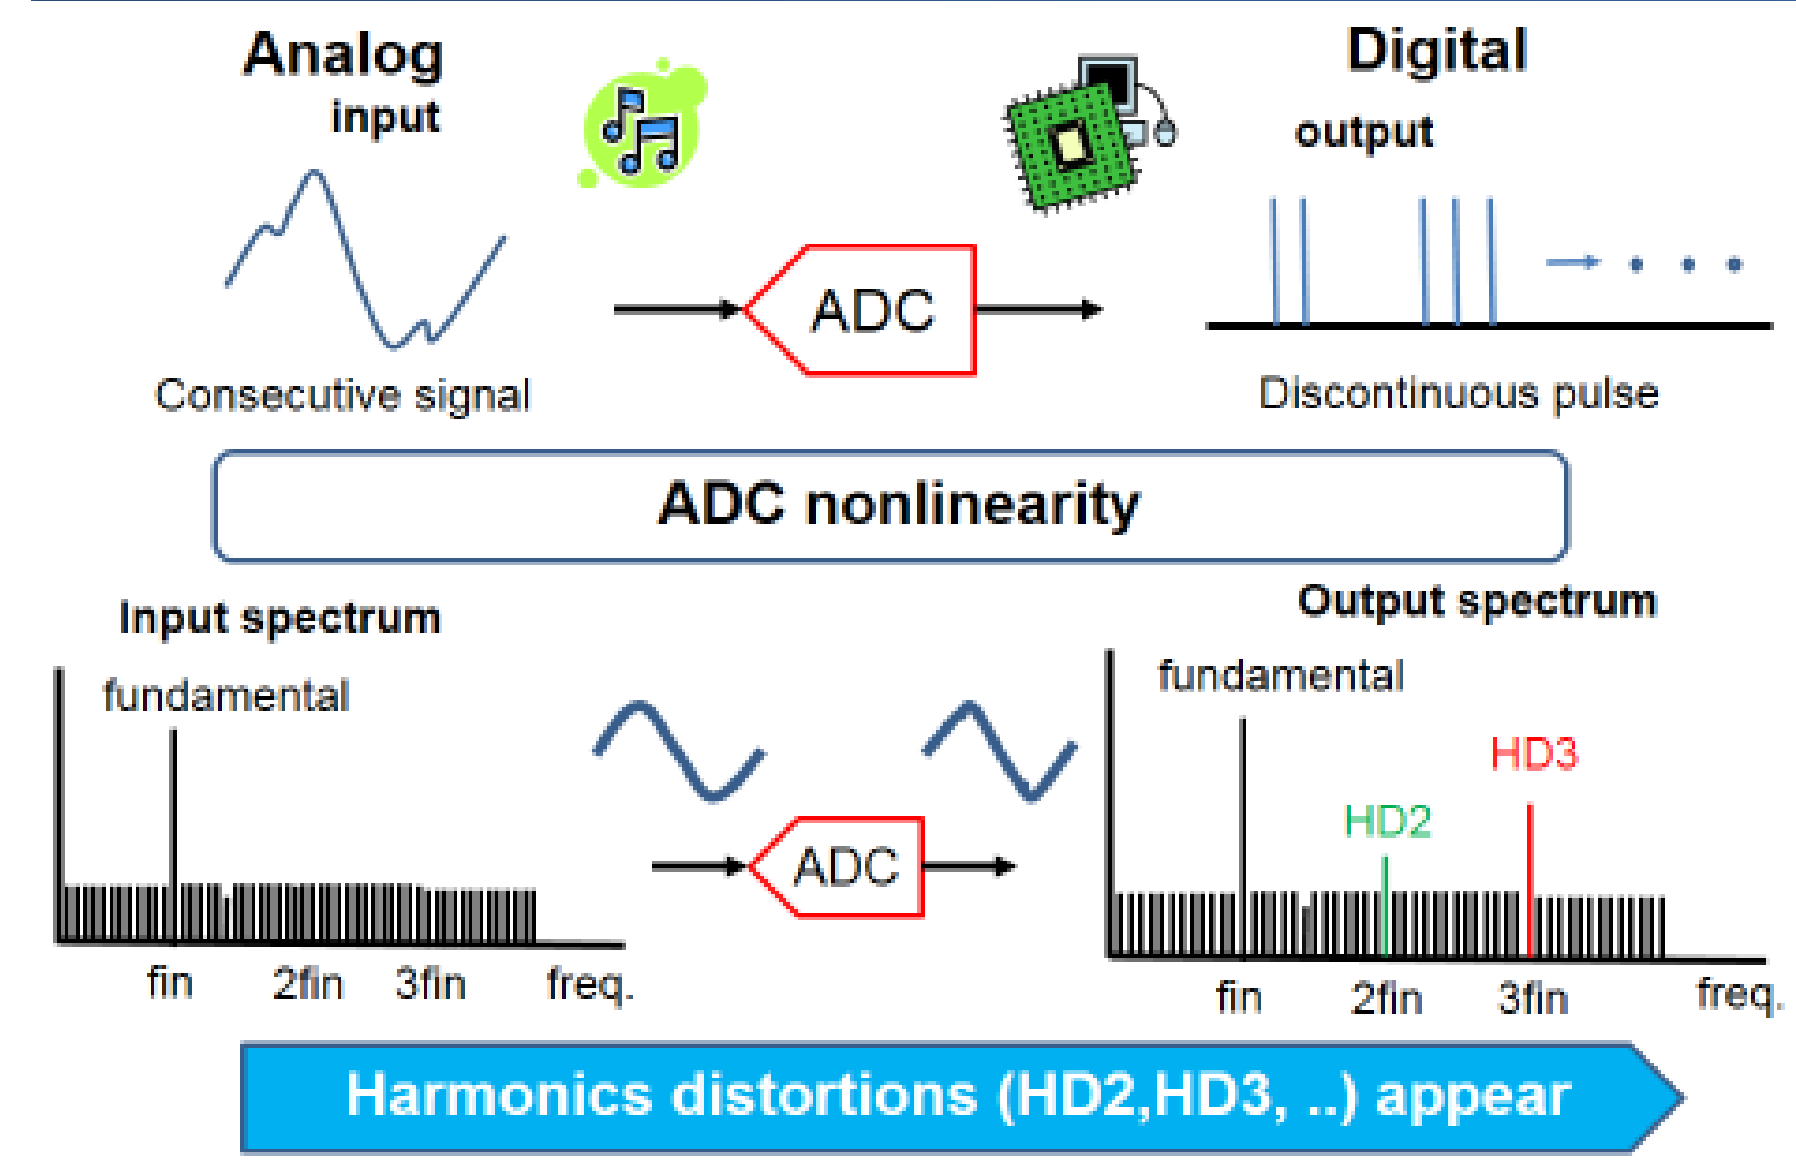 Analog
input
Digital
output
ADC
Consecutive signal
Discontinuous pulse
ADC nonlinearity
Input spectrum
Output spectrum
fundamental
fundamental
HD3
HD2
ADC
fin 2fin 3fin freq.
fin 2fin 3fin freq.
Harmonics distortions (HD2,HD3, ..) appear